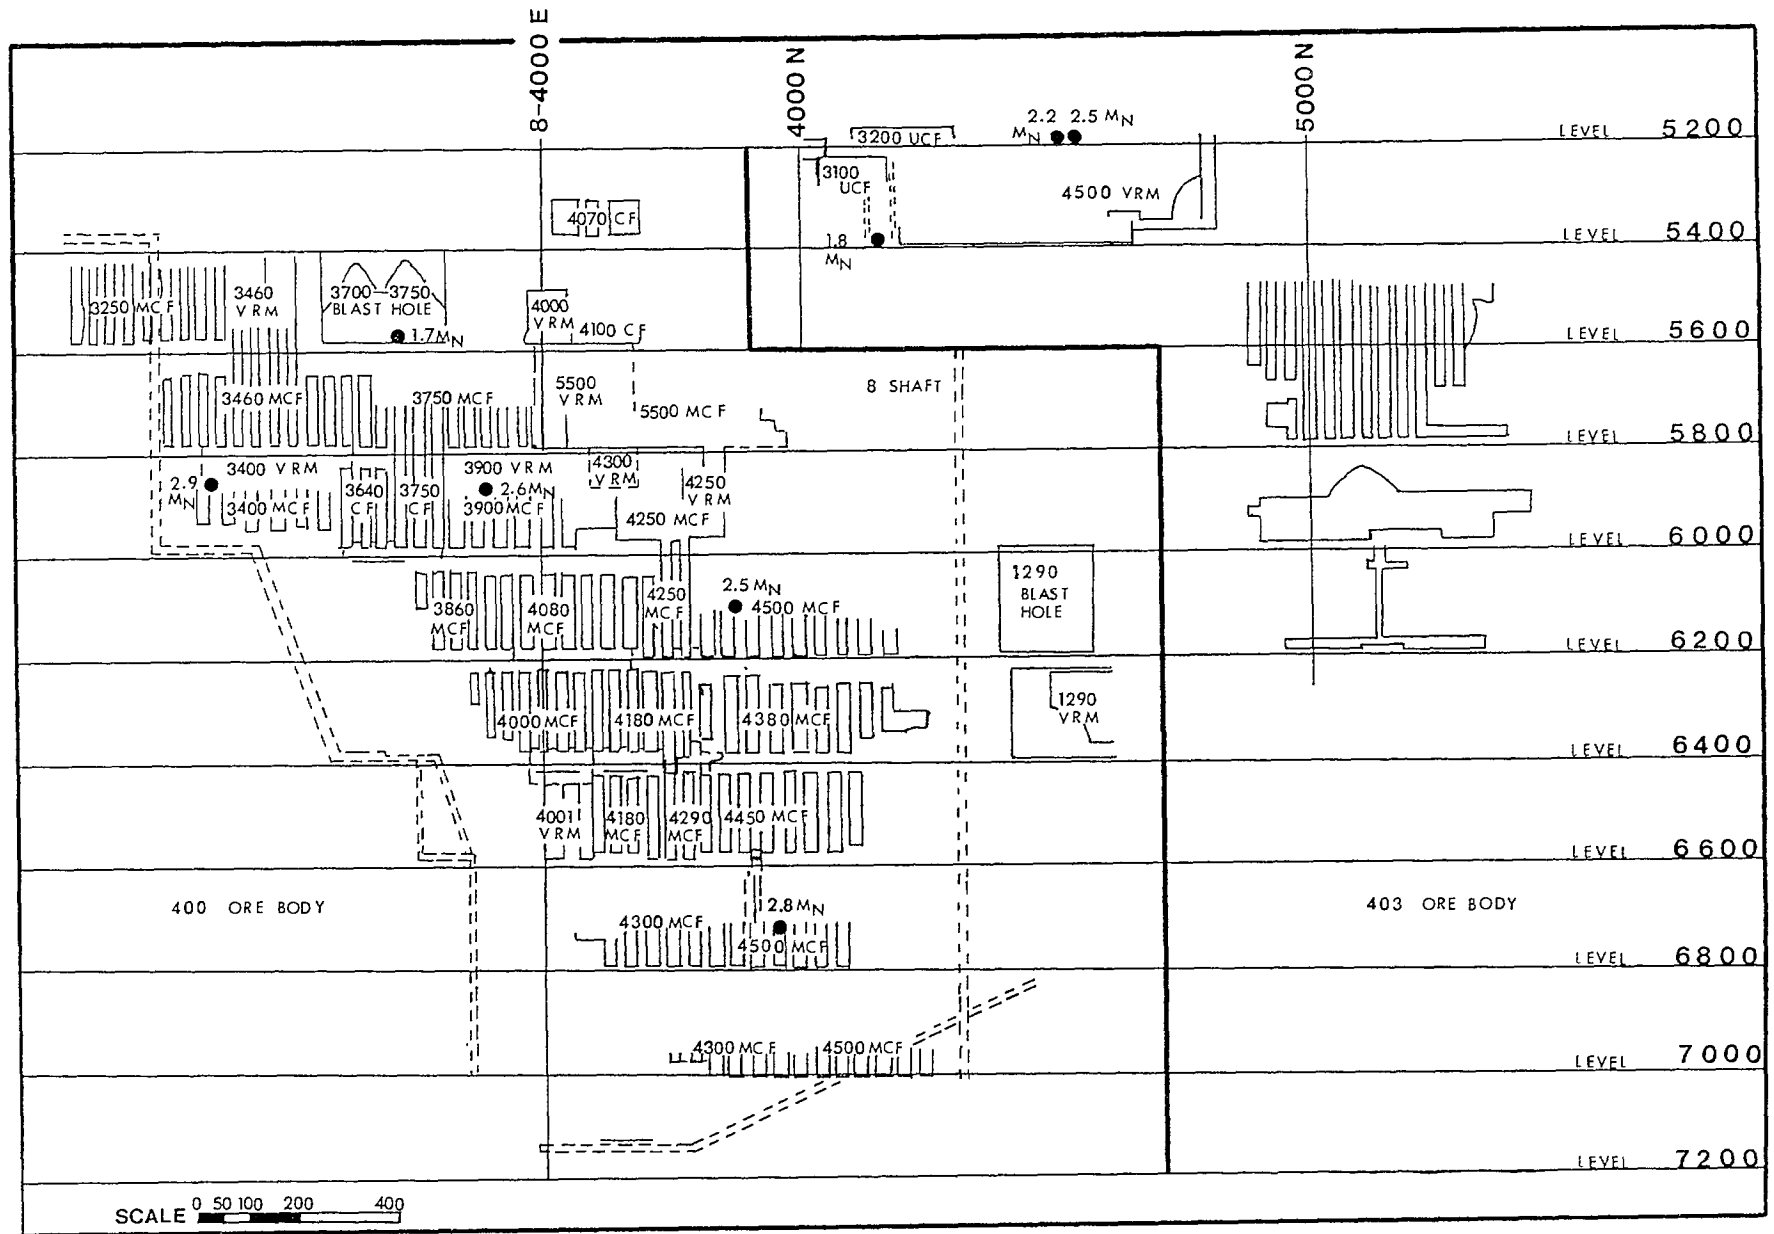 8-4000 E
4000 N
5000 N
2.2 2.5 MN
MN
3200 UCF
LEVEL 5200
3100
UCF
4500 VRM
4070 CF
1.8
MN
LEVEL 5400
3250 MCF
3460
VRM
3700-3750
BLAST HOLE
1.7 MN
4000
VRM
4100 CF
LEVEL 5600
3460 MCF
3750 MCF
5500
VRM
5500 MCF
8 SHAFT
LEVEL 5800
2.9
MN
3400 VRM
3400 MCF
3640
CF
3750
CF
3900 VRM
2.6 MN
3900 MCF
4300
VRM
4250
VRM
4250 MCF
LEVEL 6000
3860
MCF
4080
MCF
4250
MCF
2.5 MN
4500 MCF
1290
BLAST
HOLE
LEVEL 6200
4000 MCF
4180 MCF
4380 MCF
1290
VRM
LEVEL 6400
4001
VRM
4180
MCF
4290
MCF
4450 MCF
LEVEL 6600
400 ORE BODY
4300 MCF
2.8 MN
4500 MCF
403 ORE BODY
LEVEL 6800
4300 MCF
4500 MCF
LEVEL 7000
LEVEL 7200
SCALE 0 50 100 200 400